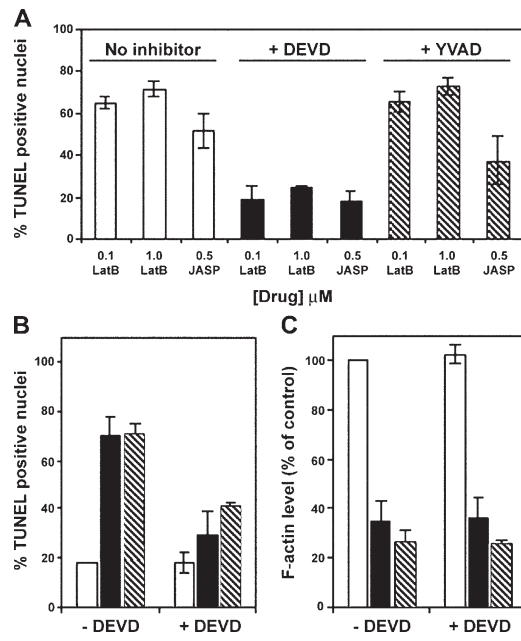 A
No inhibitor + DEVD + YVAD
% TUNEL positive nuclei
100
80
60
40
20
0
0.1 1.0 0.5 0.1 1.0 0.5 0.1 1.0 0.5
LatB LatB JASP LatB LatB JASP LatB LatB JASP
[Drug] μM
B
% TUNEL positive nuclei
100
80
60
40
20
0
- DEVD + DEVD
C
F-actin level (% of control)
100
80
60
40
20
0
- DEVD + DEVD